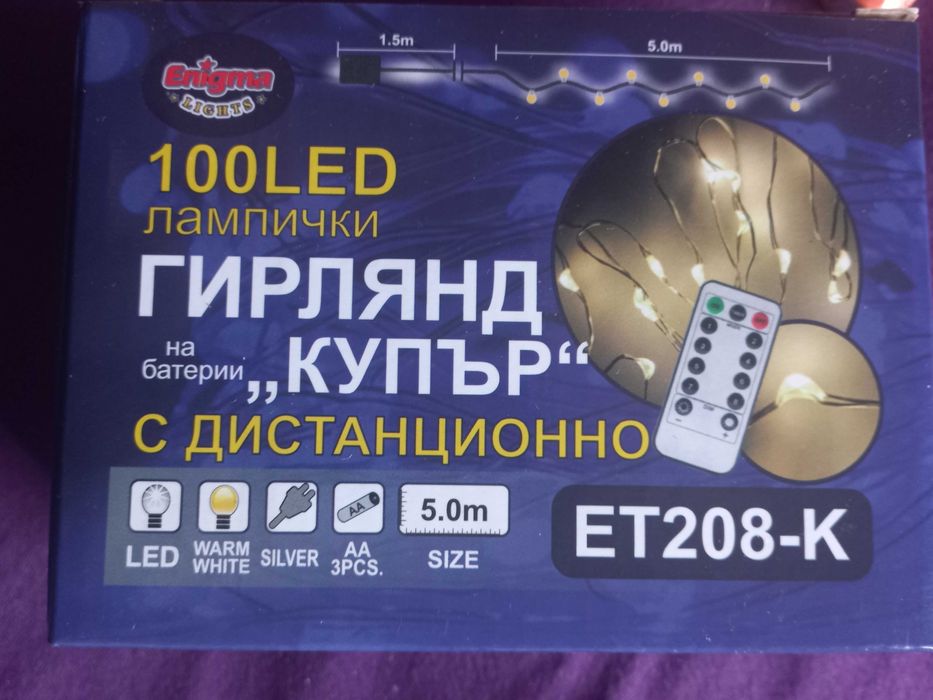 1.5m
5.0m
Enigma
LIGHTS
100LED
лампички
ГИРЛЯНД
на
батерии „КУПЪР“
С ДИСТАНЦИОННО
AA
5.0m
LED
WARM
WHITE
SILVER
AA
3PCS.
SIZE
ET208-K